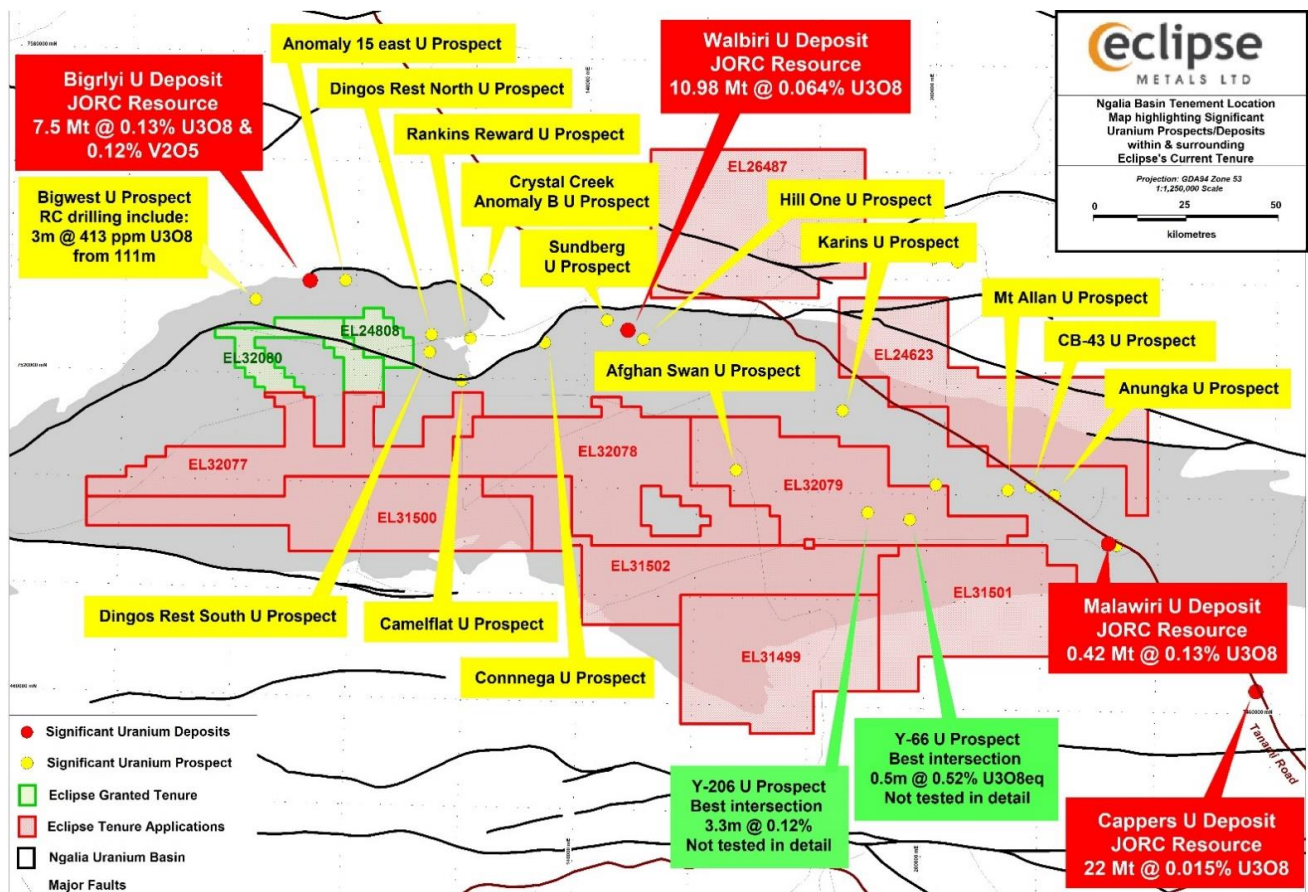 eclipse
METALS LTD
Ngalia Basin Tenement Location
Map highlighting Significant
Uranium Prospects/Deposits
within & surrounding
Eclipse's Current Tenure
Projection: GDA94 Zone 53
1:1,250,000 Scale
0 25 50
kilometres
Anomaly 15 east U Prospect
Bigrlyi U Deposit
JORC Resource
7.5 Mt @ 0.13% U3O8 &
0.12% V2O5
Dingos Rest North U Prospect
Rankins Reward U Prospect
Walbiri U Deposit
JORC Resource
10.98 Mt @ 0.064% U3O8
Bigwest U Prospect
RC drilling include:
3m @ 413 ppm U3O8
from 111m
Crystal Creek
Anomaly B U Prospect
Sundberg
U Prospect
EL26487
Hill One U Prospect
Karins U Prospect
Mt Allan U Prospect
CB-43 U Prospect
Anungka U Prospect
Afghan Swan U Prospect
EL24808
EL32080
EL24623
EL32077
EL32078
EL32079
EL31500
EL31502
EL31501
EL31499
Dingos Rest South U Prospect
Camelflat U Prospect
Connnega U Prospect
Malawiri U Deposit
JORC Resource
0.42 Mt @ 0.13% U3O8
Y-206 U Prospect
Best intersection
3.3m @ 0.12%
Not tested in detail
Y-66 U Prospect
Best intersection
0.5m @ 0.52% U3O8eq
Not tested in detail
Tanami Road
Cappers U Deposit
JORC Resource
22 Mt @ 0.015% U3O8
Significant Uranium Deposits
Significant Uranium Prospect
Eclipse Granted Tenure
Eclipse Tenure Applications
Ngalia Uranium Basin
Major Faults